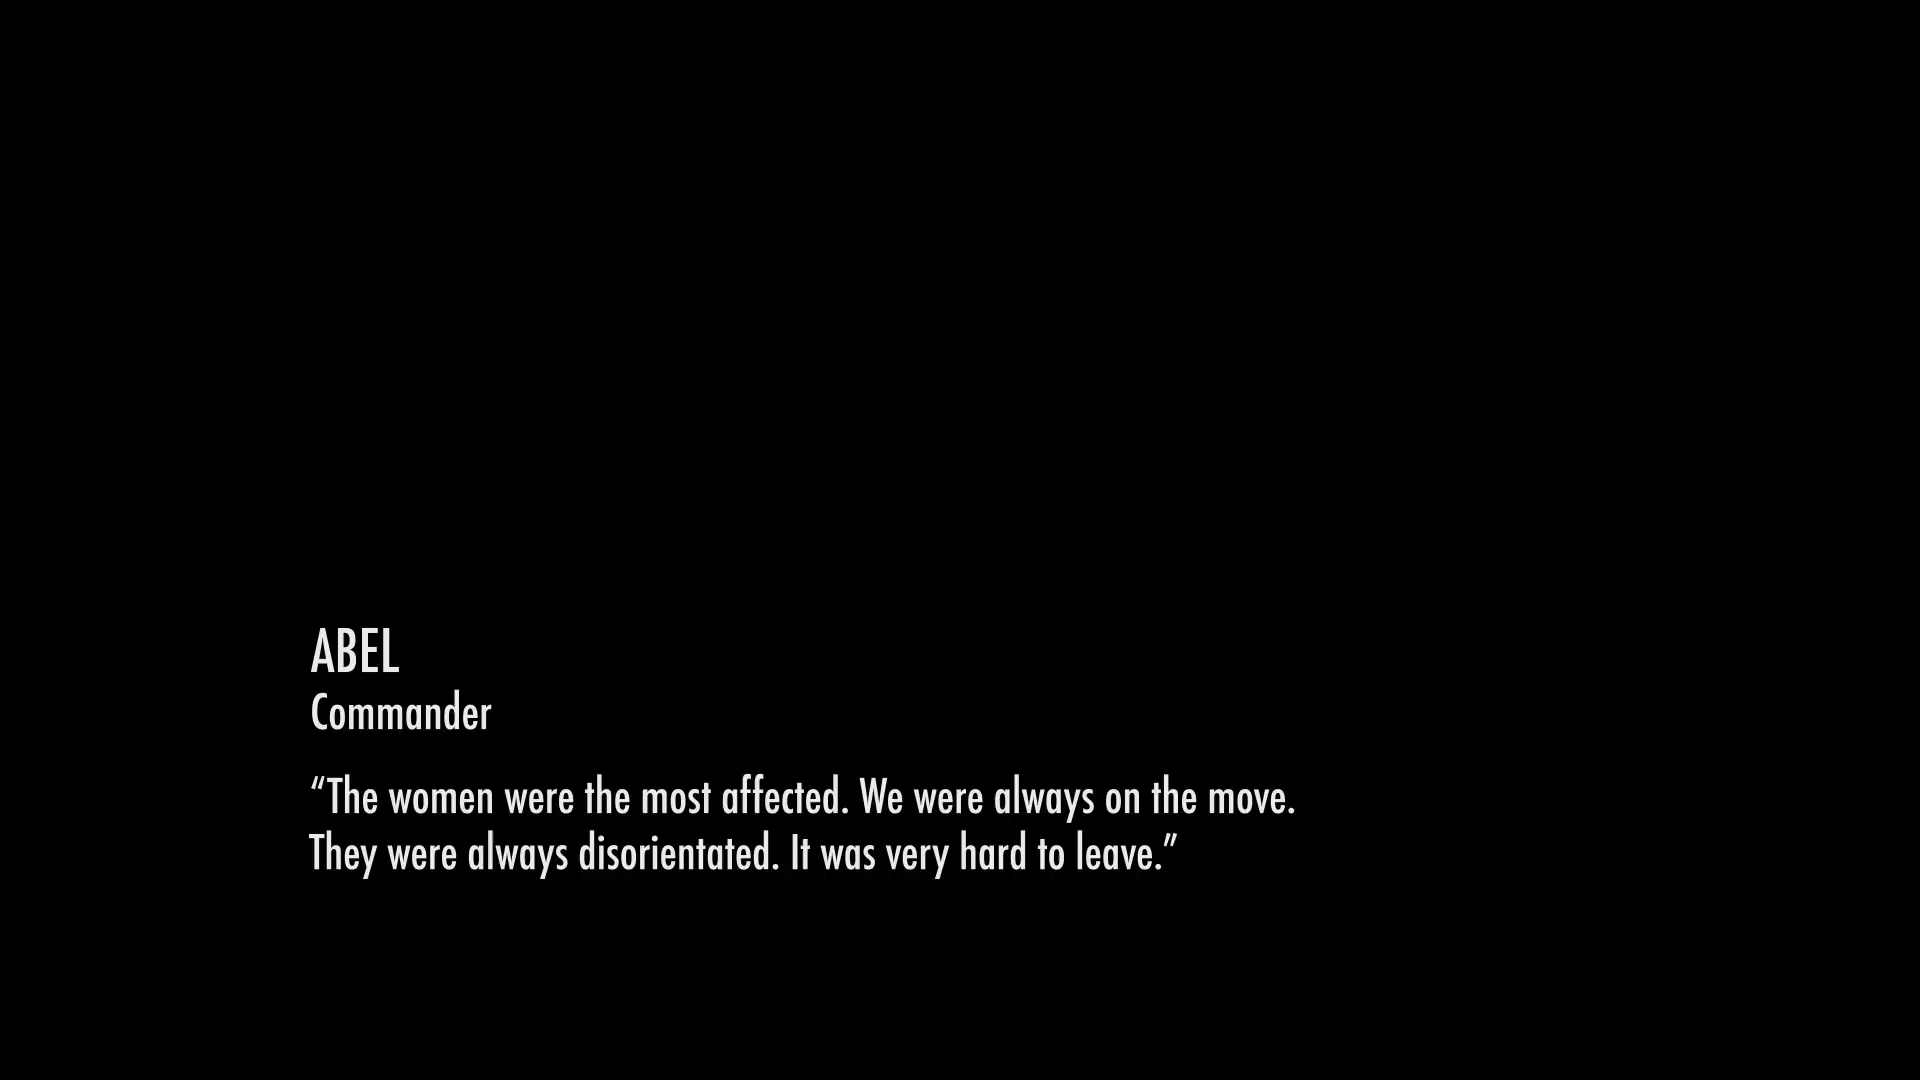 ABEL
Commander
“The women were the most affected. We were always on the move.
They were always disorientated. It was very hard to leave.”